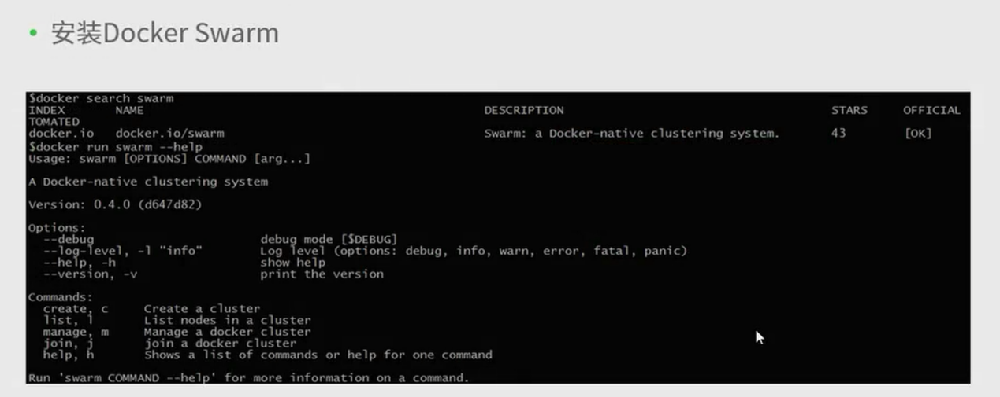 • 安装Docker Swarm
$docker search swarm
INDEX NAME DESCRIPTION STARS OFFICIAL
TOMATED
docker.io docker.io/swarm Swarm: a Docker-native clustering system. 43 [OK]
$docker run swarm --help
Usage: swarm [OPTIONS] COMMAND [arg...]
A Docker-native clustering system
Version: 0.4.0 (d647d82)
Options:
--debug debug mode [$DEBUG]
--log-level, -l "info" Log level (options: debug, info, warn, error, fatal, panic)
--help, -h show help
--version, -v print the version
Commands:
create, c Create a cluster
list, l List nodes in a cluster
manage, m Manage a docker cluster
join, j join a docker cluster
help, h Shows a list of commands or help for one command
Run 'swarm COMMAND --help' for more information on a command.